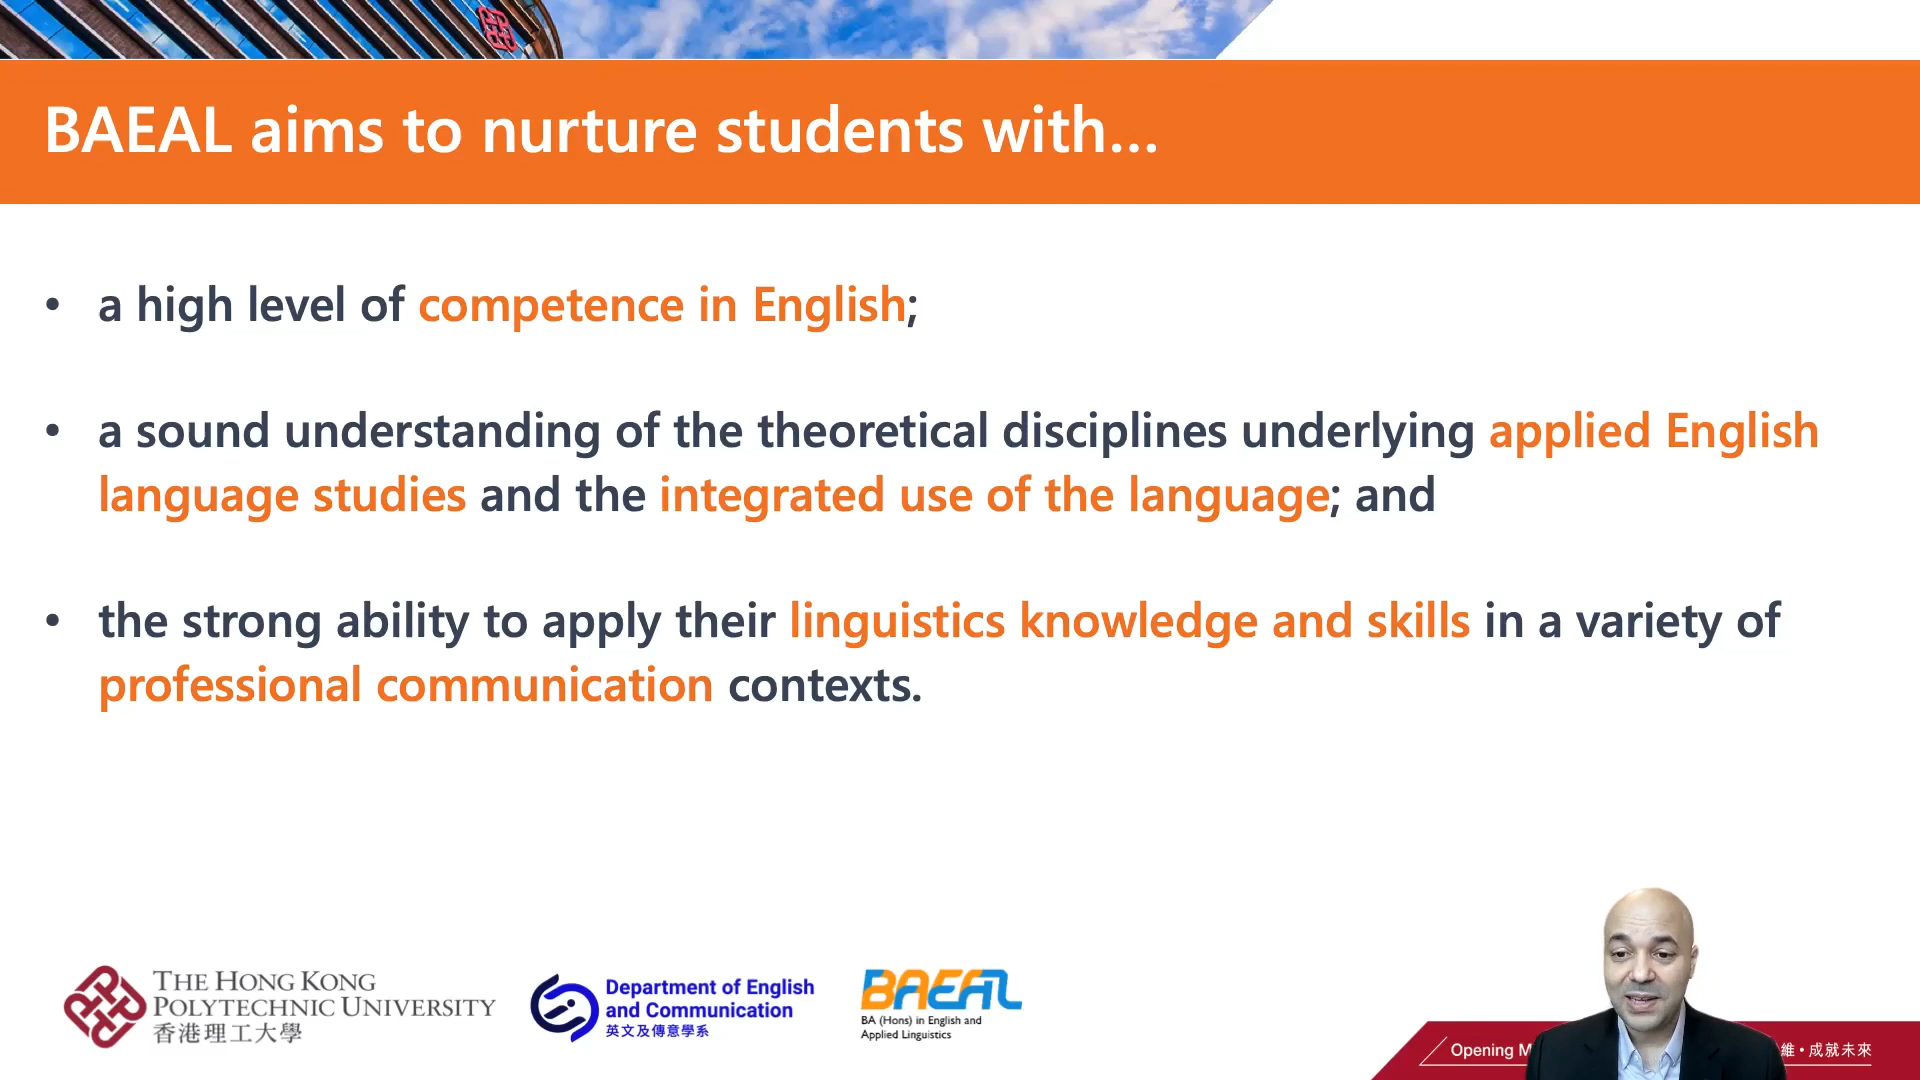 BAEAL aims to nurture students with...
• a high level of competence in English;
• a sound understanding of the theoretical disciplines underlying applied English
language studies and the integrated use of the language; and
• the strong ability to apply their linguistics knowledge and skills in a variety of
professional communication contexts.
THE HONG KONG
POLYTECHNIC UNIVERSITY
香港理工大學
Department of English
and Communication
英文及傳意學系
BAEAL
BA (Hons) in English and
Applied Linguistics
Opening
維•成就未來